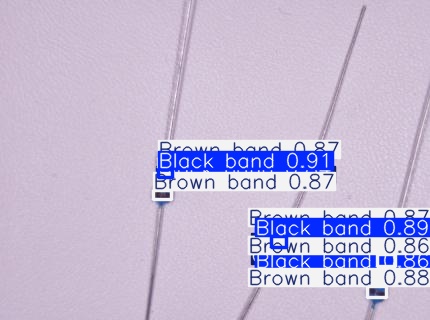 Brown band 0.87
Black band 0.91
Brown band 0.87
Brown band 0.87
Black band 0.89
Brown band 0.86
Black band 0.86
Brown band 0.88